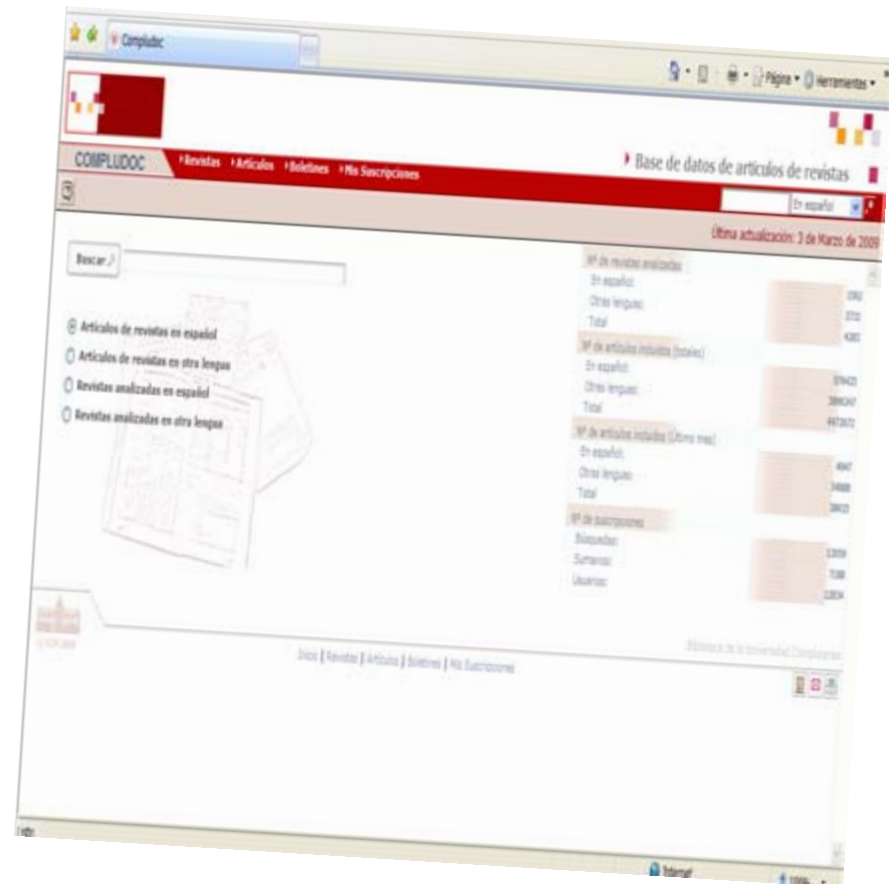 Compludoc
Página Herramientas
COMPLUDOC Revistas Artículos Boletines Mis Suscripciones
Base de datos de artículos de revistas
En español
Última actualización: 3 de Marzo de 2009
Buscar
Artículos de revistas en español
Artículos de revistas en otra lengua
Revistas analizadas en español
Revistas analizadas en otra lengua
Nº de revistas analizadas
En español:
Otras lenguas:
Total
Nº de artículos incluidos (totales)
En español:
Otras lenguas:
Total
Nº de artículos incluidos (Último mes)
En español:
Otras lenguas:
Total
Nº de suscripciones
Búsquedas:
Sumarios:
Usuarios:
Biblioteca de la Universidad Complutense
Inicio | Revistas | Artículos | Boletines | Mis Suscripciones
Listo
Internet
100%